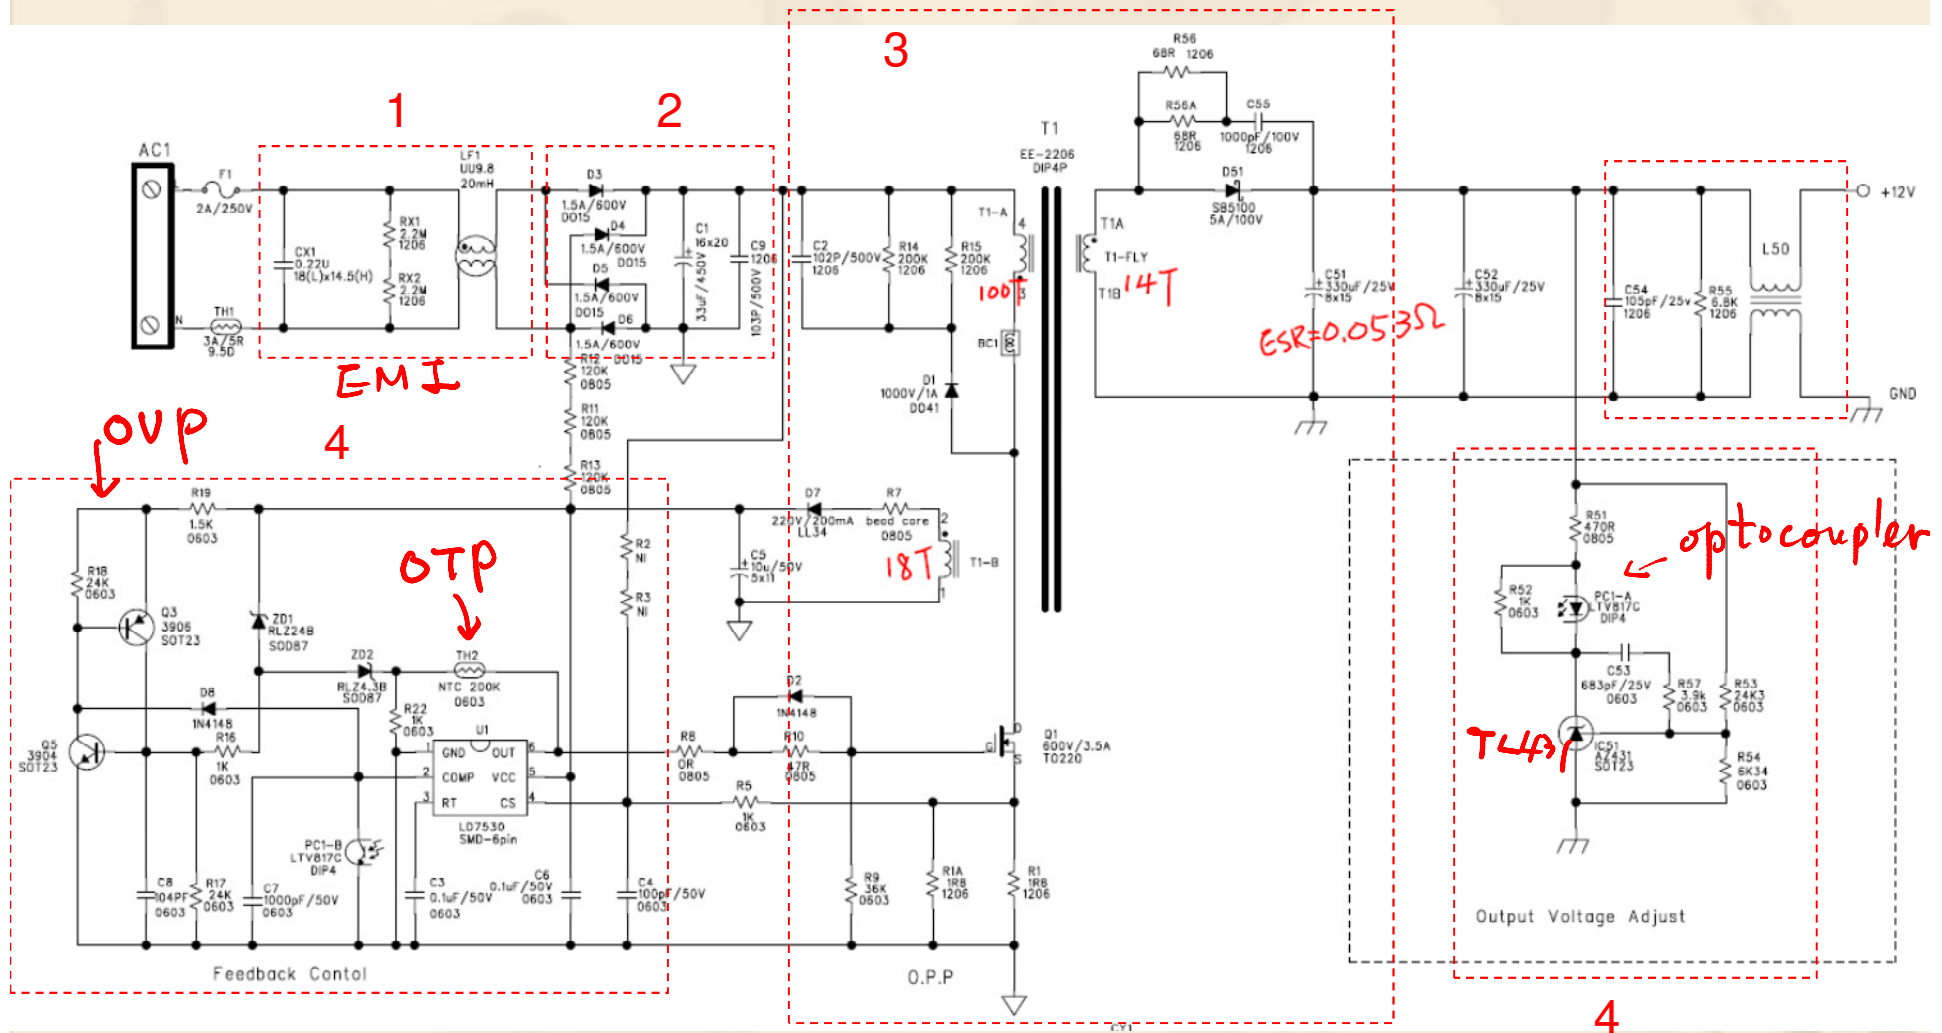 3
R56
68R 1206
R56A
68R
1206
C55
1000pF/100V
1206
1
2
T1
EE-2206
DIP4P
AC1
L
F1
2A/250V
LF1
UU9.8
20mH
D3
1.5A/600V
DO15
D4
1.5A/600V
DO15
D5
1.5A/600V
DO15
D6
1.5A/600V
DO15
CX1
0.22U
18(L)x14.5(H)
RX1
2.2M
1206
RX2
2.2M
1206
C1
16x20
33uF/450V
C9
1206
103P/500V
C2
102P/500V
1206
R14
200K
1206
R15
200K
1206
T1-A
4
3
100T
BC1
T1A
T1-FLY
T1B
14T
D51
SB5100
5A/100V
C51
330uF/25V
8x15
ESR=0.053Ω
C52
330uF/25V
8x15
C54
105pF/25v
1206
R55
6.8K
1206
L50
+12V
GND
N
TH1
3A/5R
9.5D
EMI
D1
1000V/1A
DO41
R12
120K
0805
R11
120K
0805
R13
120K
0805
OVP
4
R19
1.5K
0603
R18
24K
0603
Q3
3906
SOT23
ZD1
RLZ24B
SOD87
OTP
ZD2
RLZ4.3B
SOD87
TH2
NTC 200K
0603
D8
1N4148
R16
1K
0603
R22
1K
0603
Q5
3904
SOT23
U1
1 GND OUT 6
2 COMP VCC 5
3 RT CS 4
LD7530
SMD-6pin
PC1-B
LTV817C
DIP4
C8
104PF
0603
R17
24K
0603
C7
1000pF/50V
0603
C3
0.1uF/50V
0603
C6
0.1uF/50V
0603
C4
100pF/50V
0603
R2
NI
R3
NI
C5
10u/50V
5x11
D7
220V/200mA
LL34
R7
bead core
0805
2
1
T1-B
18T
D2
1N4148
R8
0R
0805
R10
47R
0805
R5
1K
0603
R9
36K
0603
R1A
1R8
1206
R1
1R8
1206
G
D
S
Q1
600V/3.5A
TO220
R51
470R
0805
optocoupler
R52
1K
0603
PC1-A
LTV817C
DIP4
C53
683pF/25V
0603
R57
3.9k
0603
R53
24K3
0603
TL431
IC51
AZ431
SOT23
R54
6K34
0603
Output Voltage Adjust
Feedback Contol
O.P.P
CY1
4